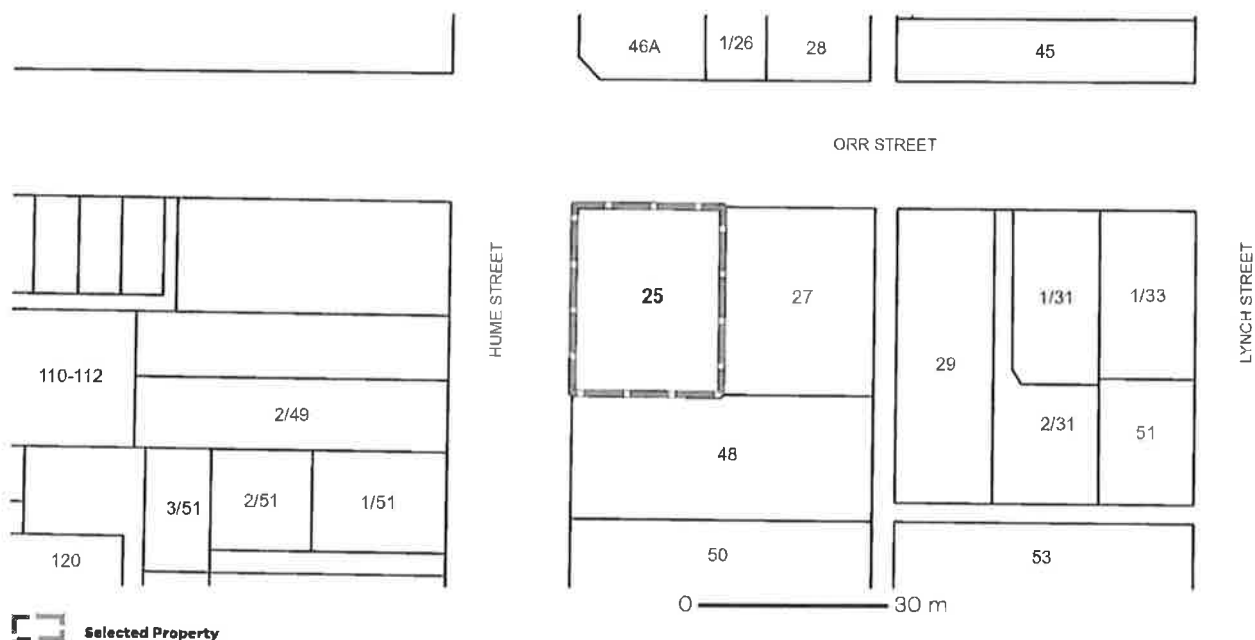 46A 1/26 28 45
ORR STREET
HUME STREET
LYNCH STREET
25 27 1/31 1/33
29
110-112
2/49
2/31 51
48
3/51 2/51 1/51
120
50 53
0 30 m
Selected Property